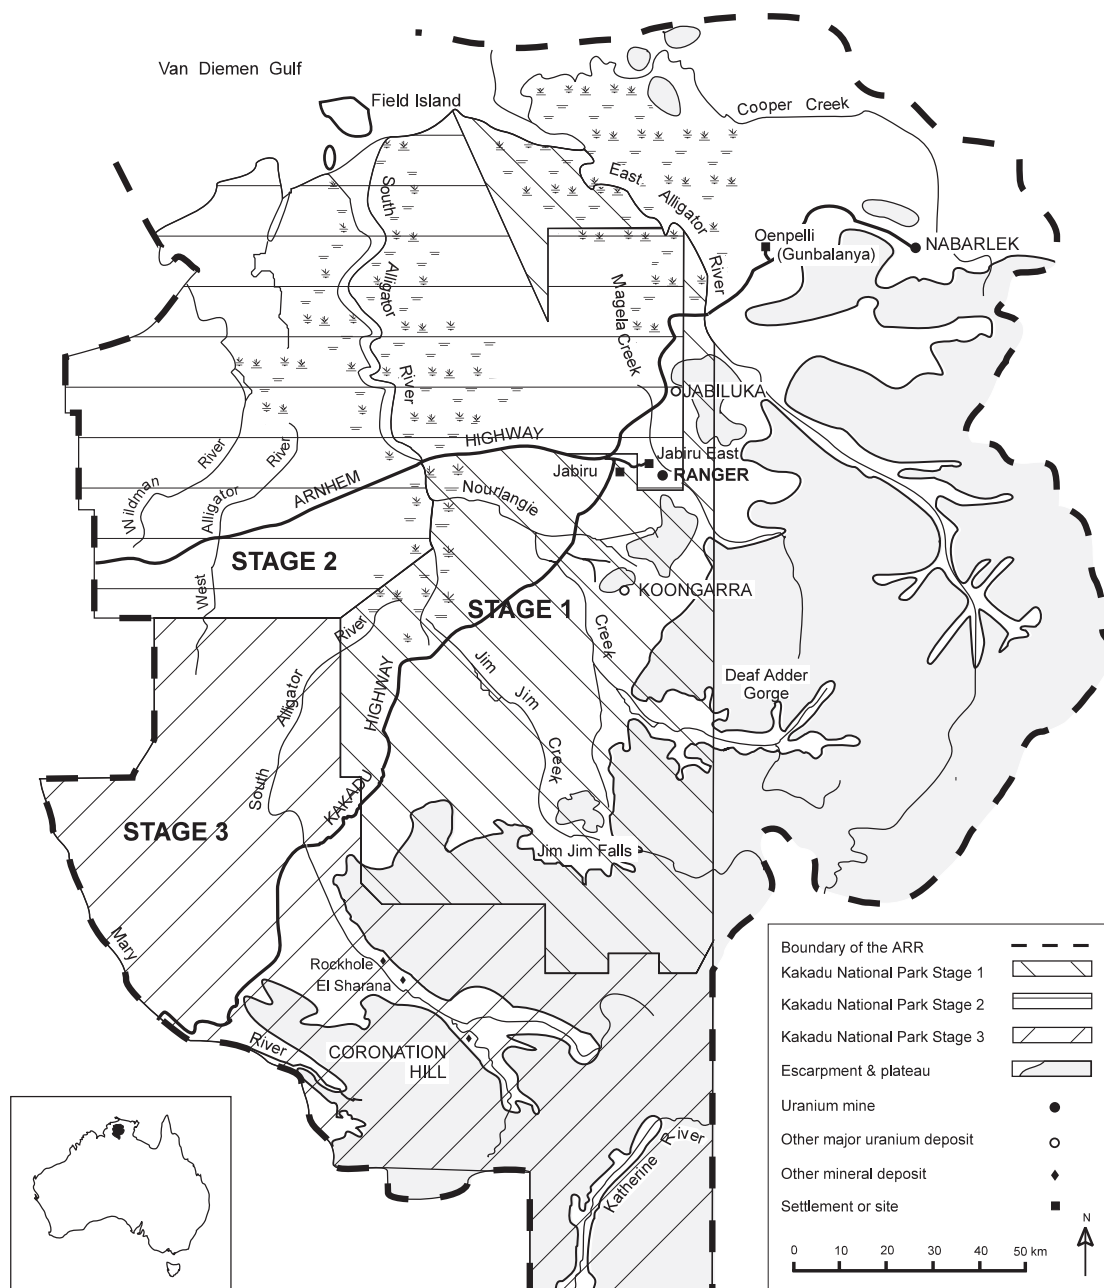 Van Diemen Gulf
Field Island
Cooper Creek
South
East
Alligator
River
Oenpelli
(Gunbalanya)
NABARLEK
Alligator
Magela Creek
River
JABILUKA
HIGHWAY
Jabiru East
Jabiru
RANGER
River
River
ARNHEM
Nourlangie
Wildman
Alligator
STAGE 2
West
STAGE 1
KOONGARRA
River
Creek
Jim Jim
HIGHWAY
Alligator
Deaf Adder
Gorge
Creek
South
KAKADU
STAGE 3
Jim Jim Falls
Mary
Rockhole
El Sharana
River
CORONATION
HILL
River
Katherine
Boundary of the ARR
Kakadu National Park Stage 1
Kakadu National Park Stage 2
Kakadu National Park Stage 3
Escarpment & plateau
Uranium mine
Other major uranium deposit
Other mineral deposit
Settlement or site
N
0 10 20 30 40 50 km